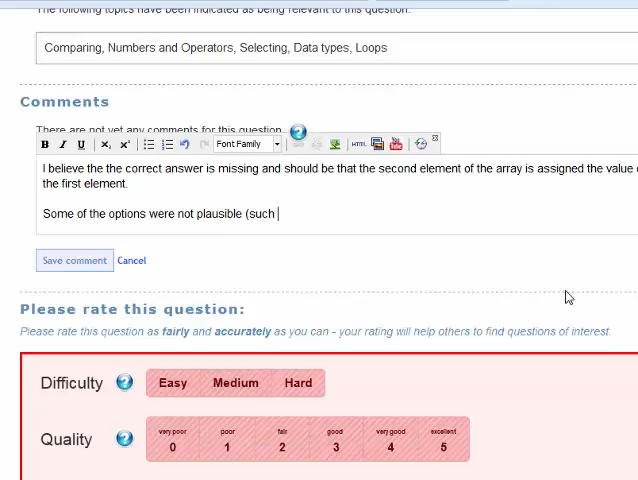 The following topics have been indicated as being relevant to this question:
Comparing, Numbers and Operators, Selecting, Data types, Loops
Comments
There are not yet any comments for this question
B I U Font Family HTML
I believe the the correct answer is missing and should be that the second element of the array is assigned the value
the first element.
Some of the options were not plausible (such
Save comment Cancel
Please rate this question:
Please rate this question as fairly and accurately as you can - your rating will help others to find questions of interest.
Difficulty ? Easy Medium Hard
very poor poor fair good very good excellent
Quality ? 0 1 2 3 4 5